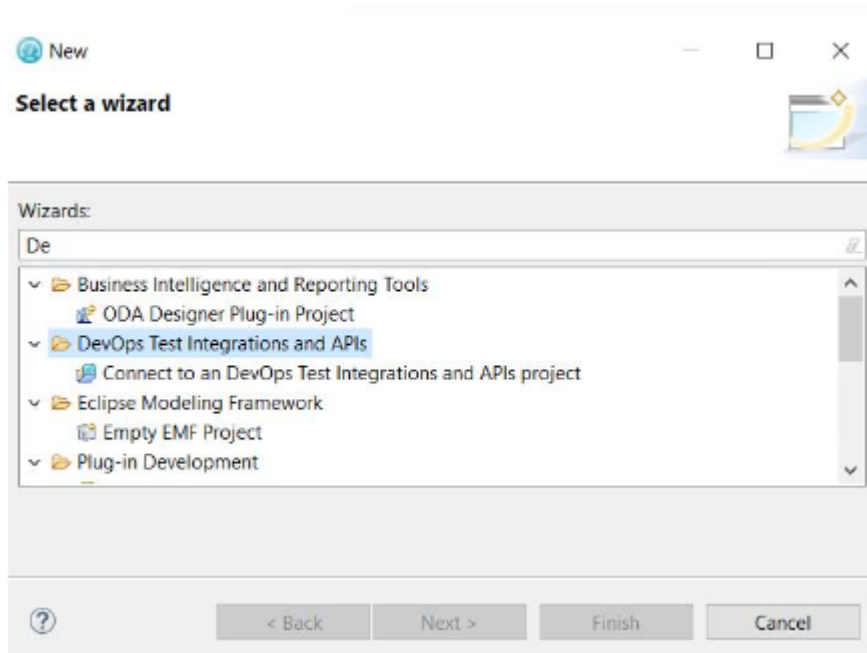 New
Select a wizard
Wizards:
De
Business Intelligence and Reporting Tools
ODA Designer Plug-in Project
DevOps Test Integrations and APIs
Connect to an DevOps Test Integrations and APIs project
Eclipse Modeling Framework
Empty EMF Project
Plug-in Development
< Back Next > Finish Cancel